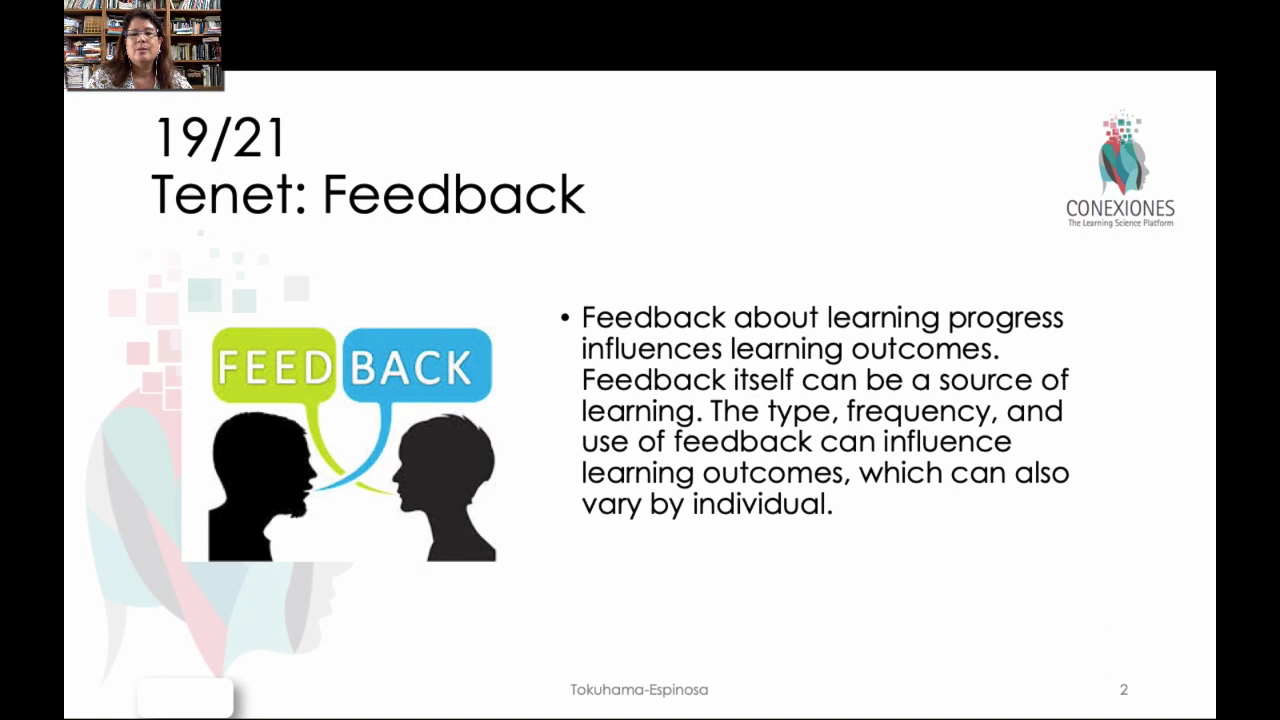 19/21
Tenet: Feedback
CONEXIONES
The Learning Science Platform
FEEDBACK
• Feedback about learning progress
influences learning outcomes.
Feedback itself can be a source of
learning. The type, frequency, and
use of feedback can influence
learning outcomes, which can also
vary by individual.
Tokuhama-Espinosa
2